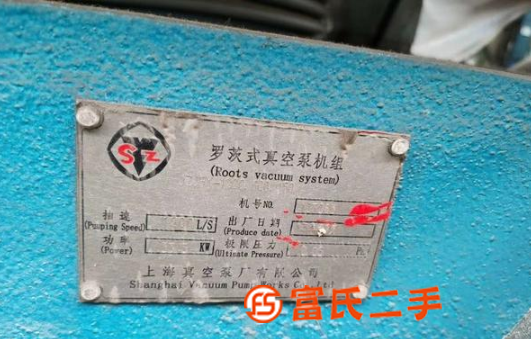 SZ
罗茨式真空泵机组
(Roots vacuum system)
机号NO.
抽速 L/S 出厂日期
(Pumping Speed) (Produce date)
功率 KW 极限压力
(Power) (Ultimate Pressure)
上海真空泵厂有限公司
Shanghai Vacuum Pump Works Co.,Ltd
富氏二手